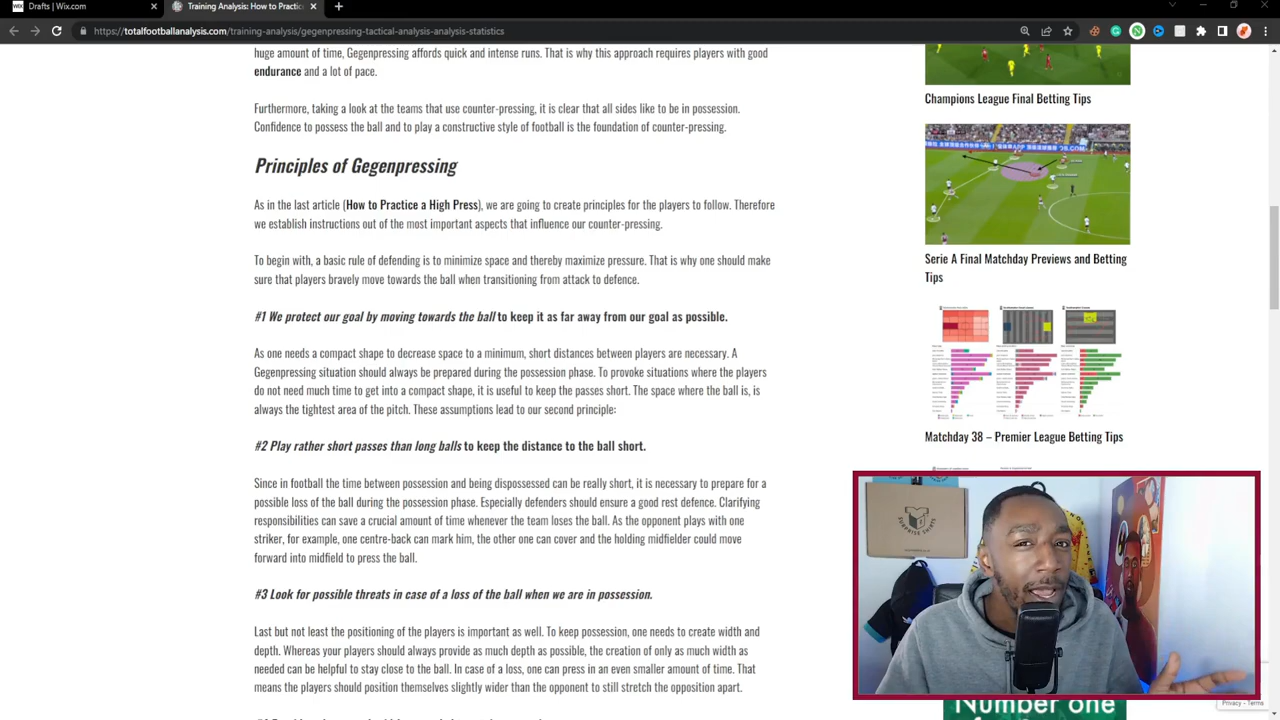 Drafts | Wix.com
Training Analysis: How to Practic
https://totalfootballanalysis.com/training-analysis/gegenpressing-tactical-analysis-analysis-statistics
huge amount of time, Gegenpressing affords quick and intense runs. That is why this approach requires players with good
endurance and a lot of pace.
Furthermore, taking a look at the teams that use counter-pressing, it is clear that all sides like to be in possession.
Confidence to possess the ball and to play a constructive style of football is the foundation of counter-pressing.
Principles of Gegenpressing
As in the last article (How to Practice a High Press), we are going to create principles for the players to follow. Therefore
we establish instructions out of the most important aspects that influence our counter-pressing.
To begin with, a basic rule of defending is to minimize space and thereby maximize pressure. That is why one should make
sure that players bravely move towards the ball when transitioning from attack to defence.
#1 We protect our goal by moving towards the ball to keep it as far away from our goal as possible.
As one needs a compact shape to decrease space to a minimum, short distances between players are necessary. A
Gegenpressing situation should always be prepared during the possession phase. To provoke situations where the players
do not need much time to get into a compact shape, it is useful to keep the passes short. Because where the ball is, is
always the tightest area of the pitch. These assumptions lead to our second principle:
#2 Play rather short passes than long balls to keep the distance to the ball short.
Since in football the time between possession and being dispossessed can be really short, it is necessary to prepare for a
possible loss of the ball during the possession phase. Especially defenders should ensure a good rest defence. Clarifying
responsibilities can save a crucial amount of time whenever the team loses the ball. As the opponent plays with one
striker, for example, one centre-back can mark him, the other one can cover and the holding midfielder could move
forward into midfield to press the ball.
#3 Look for possible threats in case of a loss of the ball when we are in possession.
Last but not least the positioning of the players is important as well. To keep possession, one needs to create width and
depth. Whereas your players should always provide as much depth as possible, the creation of only as much width as
needed can be helpful to stay close to the ball. In case of a loss, one can press in an even smaller amount of time. That
means the players should position themselves slightly wider than the opponent to still stretch the opposition apart.
Champions League Final Betting Tips
Serie A Final Matchday Previews and Betting
Tips
Matchday 38 – Premier League Betting Tips
SURPRISE SHIRTS
Privacy - Terms
Number one